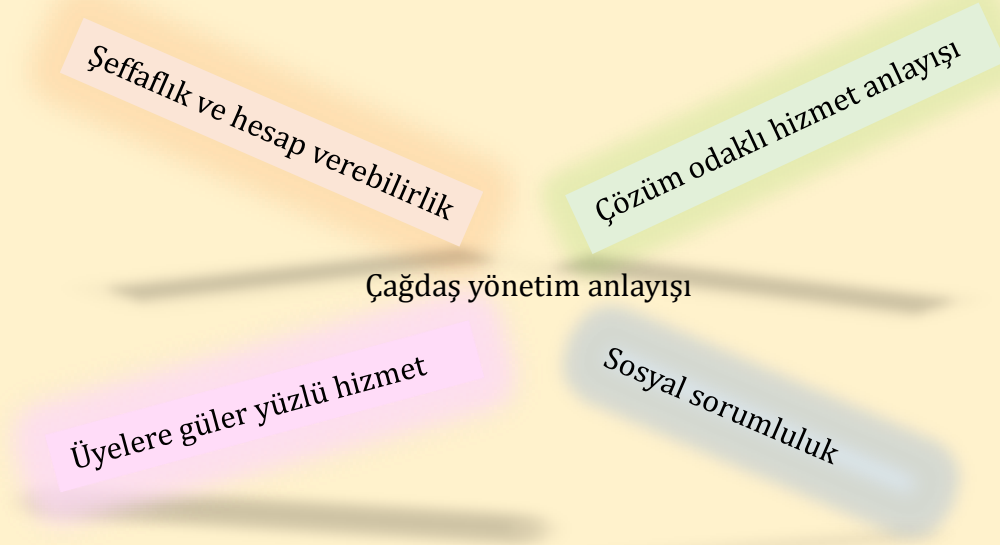 Şeffaflık ve hesap verebilirlik
Çözüm odaklı hizmet anlayışı
Çağdaş yönetim anlayışı
Üyelere güler yüzlü hizmet
Sosyal sorumluluk